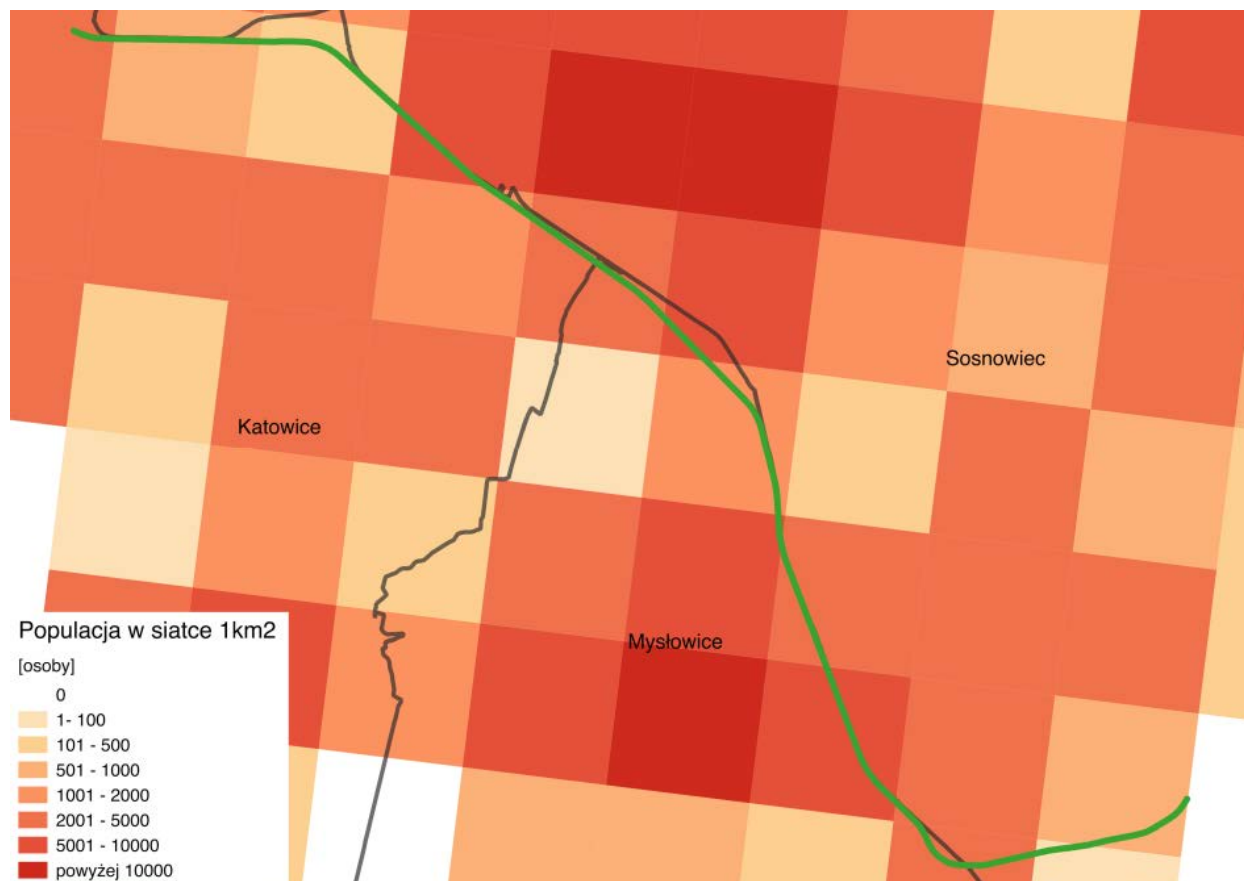 Sosnowiec
Katowice
Mysłowice
Populacja w siatce 1km2
[osoby]
0
1- 100
101 - 500
501 - 1000
1001 - 2000
2001 - 5000
5001 - 10000
powyżej 10000